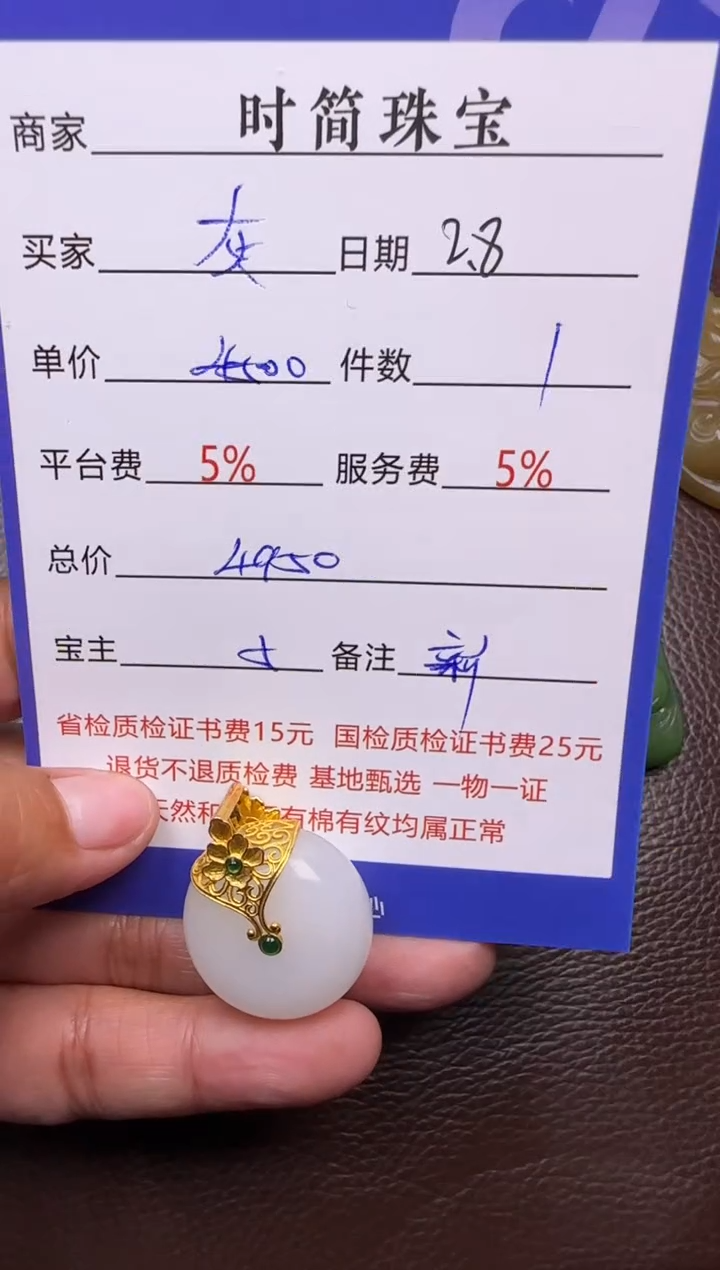 商家 时简珠宝
买家 灰 日期 2.8
单价 4500 件数 1
平台费 5% 服务费 5%
总价 4950
宝主 备注 新
省检质检证书费15元 国检质检证书费25元
退货不退质检费 基地甄选 一物一证
天然和 有棉有纹均属正常
心